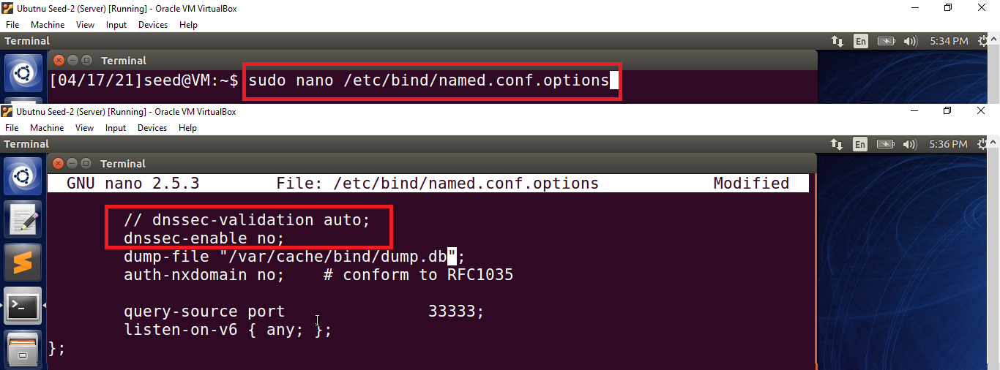 Ubutnu Seed-2 (Server) [Running] - Oracle VM VirtualBox
File Machine View Input Devices Help
Terminal En 5:34 PM
Terminal
[04/17/21]seed@VM:~$ sudo nano /etc/bind/named.conf.options
Ubutnu Seed-2 (Server) [Running] - Oracle VM VirtualBox
File Machine View Input Devices Help
Terminal En 5:36 PM
Terminal
GNU nano 2.5.3 File: /etc/bind/named.conf.options Modified
// dnssec-validation auto;
dnssec-enable no;
dump-file "/var/cache/bind/dump.db";
auth-nxdomain no; # conform to RFC1035
query-source port 33333;
listen-on-v6 { any; };
};